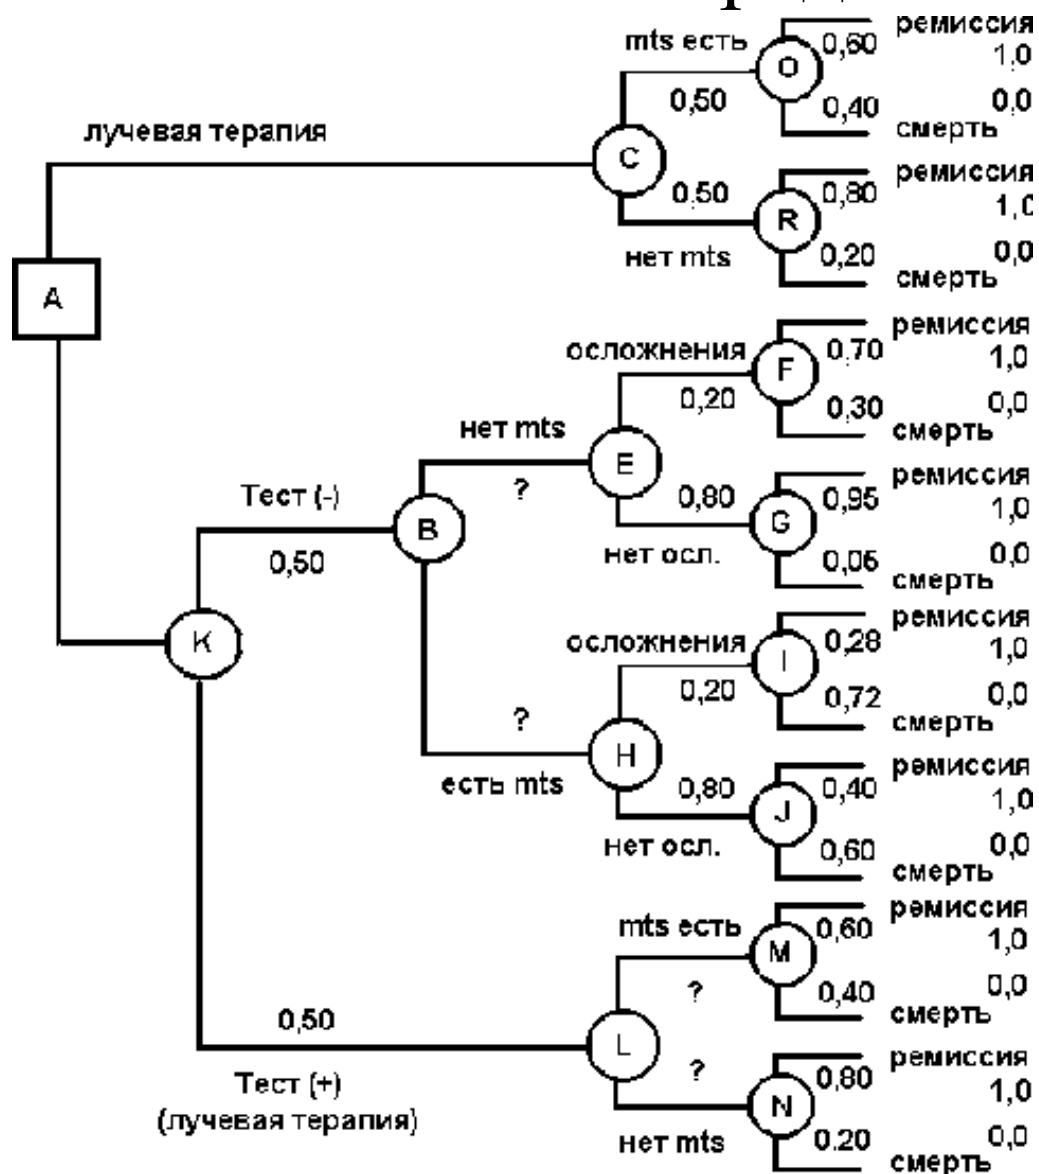 ремиссия
mts есть
0,60
1,0
O
0,50
0,40
0,0
смерть
лучевая терапия
C
ремиссия
0,50
0,80
1,0
R
нет mts
0,20
0,0
смерть
A
ремиссия
осложнения
0,70
1,0
F
0,20
0,30
0,0
нет mts
смерть
E
?
ремиссия
Тест (-)
0,80
0,95
1,0
B
G
0,50
нет осл.
0,05
0,0
смерть
ремиссия
K
осложнения
0,28
1,0
I
0,20
0,72
0,0
?
смерть
H
ремиссия
есть mts
0,80
0,40
1,0
J
нет осл.
0,60
0,0
смерть
ремиссия
mts есть
0,60
1,0
M
?
0,40
0,0
0,50
смерть
L
?
ремиссия
Тест (+)
0,80
1,0
(лучевая терапия)
N
нет mts
0.20
0,0
смерть